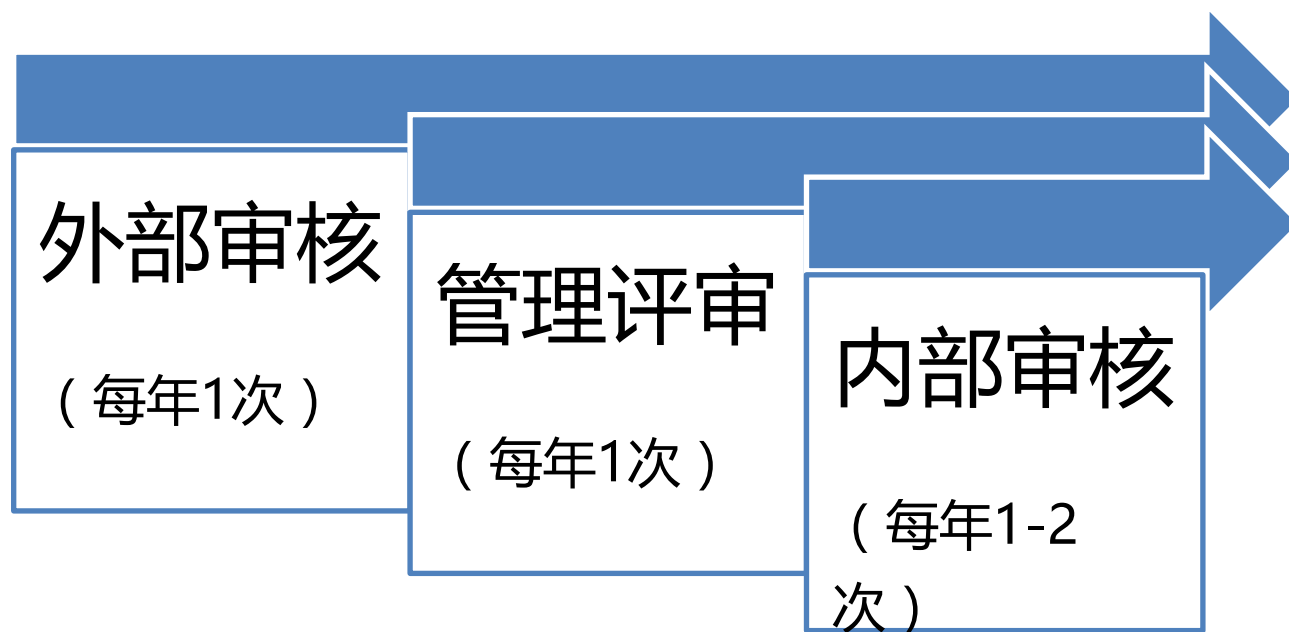 外部审核
（每年1次）
管理评审
（每年1次）
内部审核
（每年1-2
次）